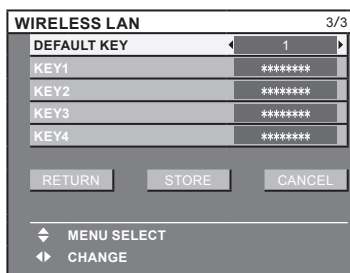 WIRELESS LAN 3/3
DEFAULT KEY 1
KEY1 ********
KEY2 ********
KEY3 ********
KEY4 ********
RETURN STORE CANCEL
MENU SELECT
CHANGE